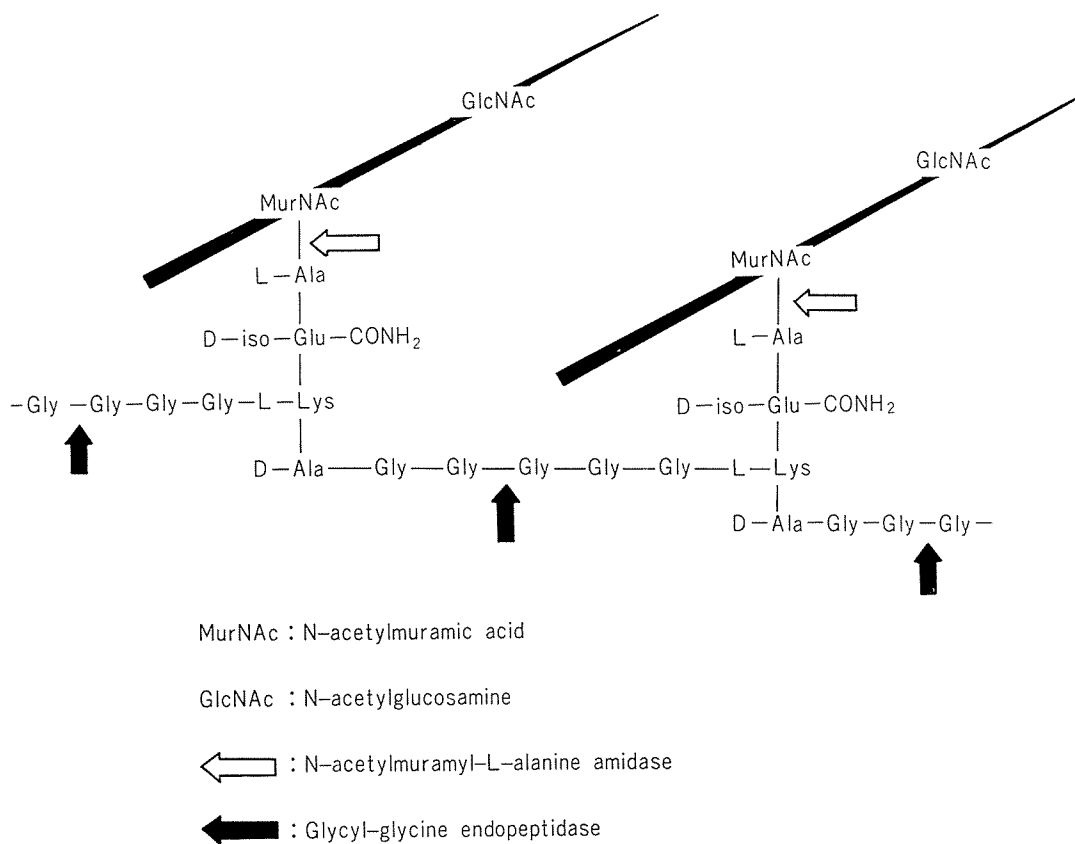 GlcNAc
MurNAc
GlcNAc
L–Ala
MurNAc
D–iso–Glu–CONH₂
L–Ala
–Gly–Gly–Gly–Gly–L–Lys
D–iso–Glu–CONH₂
D–Ala–Gly–Gly–Gly–Gly–Gly–L–Lys
D–Ala–Gly–Gly–Gly–
MurNAc : N–acetylmuramic acid
GlcNAc : N–acetylglucosamine
: N–acetylmuramyl–L–alanine amidase
: Glycyl–glycine endopeptidase